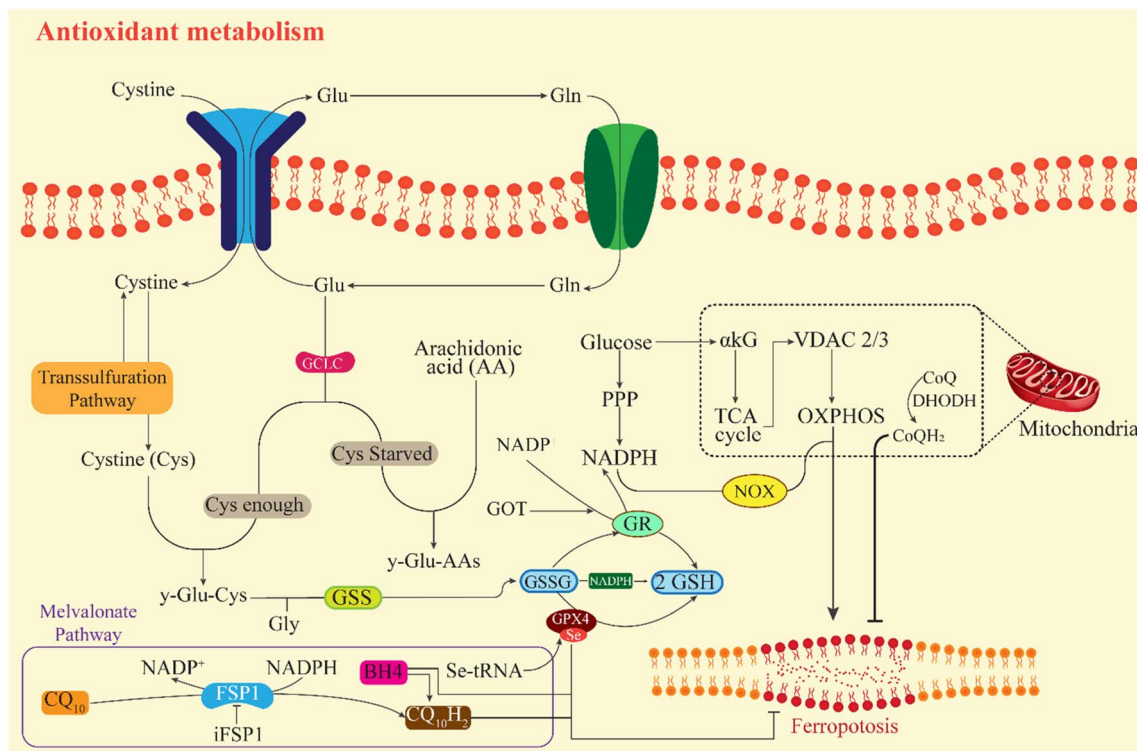 Antioxidant metabolism
Cystine
Glu
Gln
Cystine
Glu
Gln
Transsulfuration
Pathway
GCLC
Arachidonic
acid (AA)
Glucose
αkG
VDAC 2/3
PPP
TCA
cycle
OXPHOS
CoQ
DHODH
CoQH₂
Mitochondria
Cystine (Cys)
Cys Starved
Cys enough
NADP
NADPH
NOX
GOT
GR
y-Glu-AAs
y-Glu-Cys
Gly
GSS
GSSG
NADPH
2 GSH
GPX4
Se
Melvalonate
Pathway
NADP⁺
NADPH
BH4
Se-tRNA
CQ₁₀
FSP1
CQ₁₀H₂
iFSP1
Ferropotosis